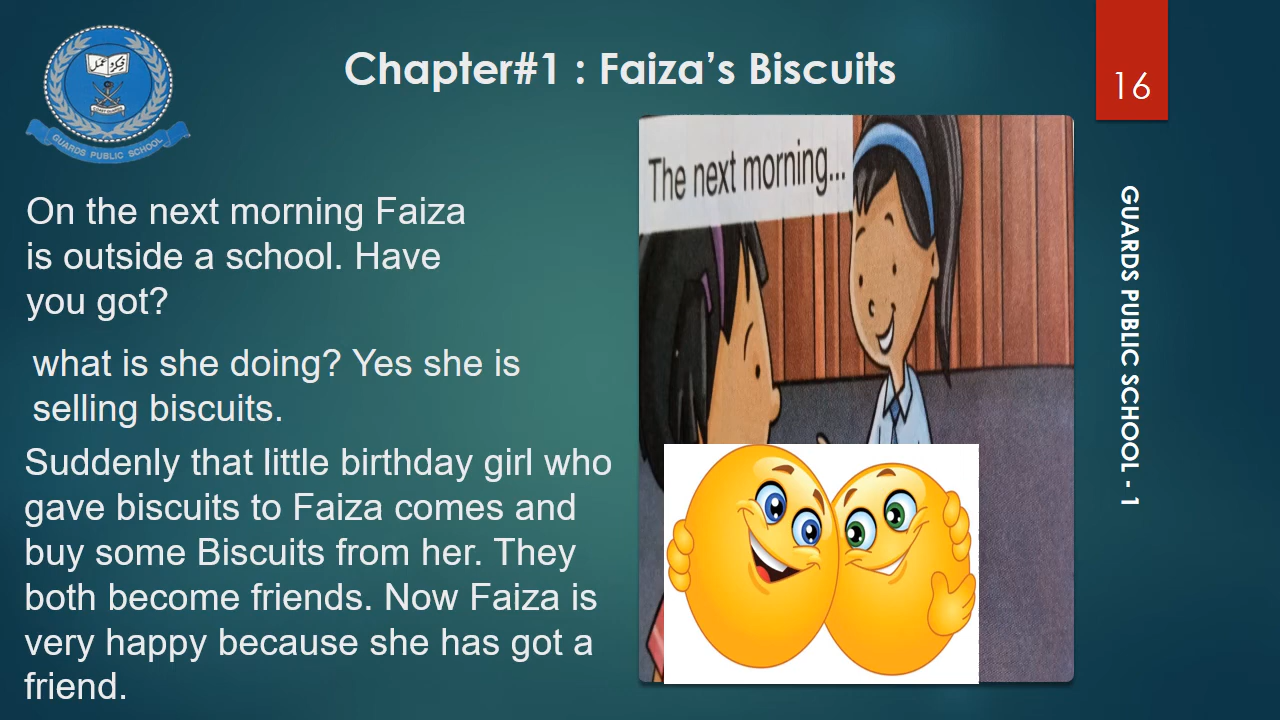 Chapter#1 : Faiza's Biscuits
16
GUARDS PUBLIC SCHOOL
The next morning...
On the next morning Faiza
is outside a school. Have
you got?
what is she doing? Yes she is
selling biscuits.
Suddenly that little birthday girl who
gave biscuits to Faiza comes and
buy some Biscuits from her. They
both become friends. Now Faiza is
very happy because she has got a
friend.
GUARDS PUBLIC SCHOOL - 1